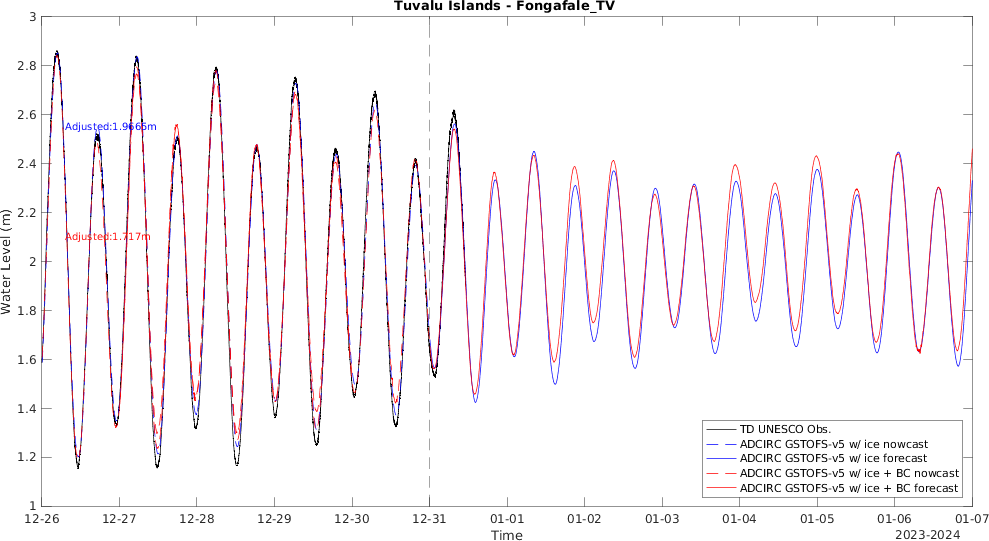 Tuvalu Islands - Fongafale_TV
3
2.8
2.6
2.4
2.2
2
1.8
1.6
1.4
1.2
1
Water Level (m)
Adjusted:1.9665m
Adjusted:1.717m
TD UNESCO Obs.
ADCIRC GSTOFS-v5 w/ ice nowcast
ADCIRC GSTOFS-v5 w/ ice forecast
ADCIRC GSTOFS-v5 w/ ice + BC nowcast
ADCIRC GSTOFS-v5 w/ ice + BC forecast
12-26 12-27 12-28 12-29 12-30 12-31 01-01 01-02 01-03 01-04 01-05 01-06 01-07
Time
2023-2024